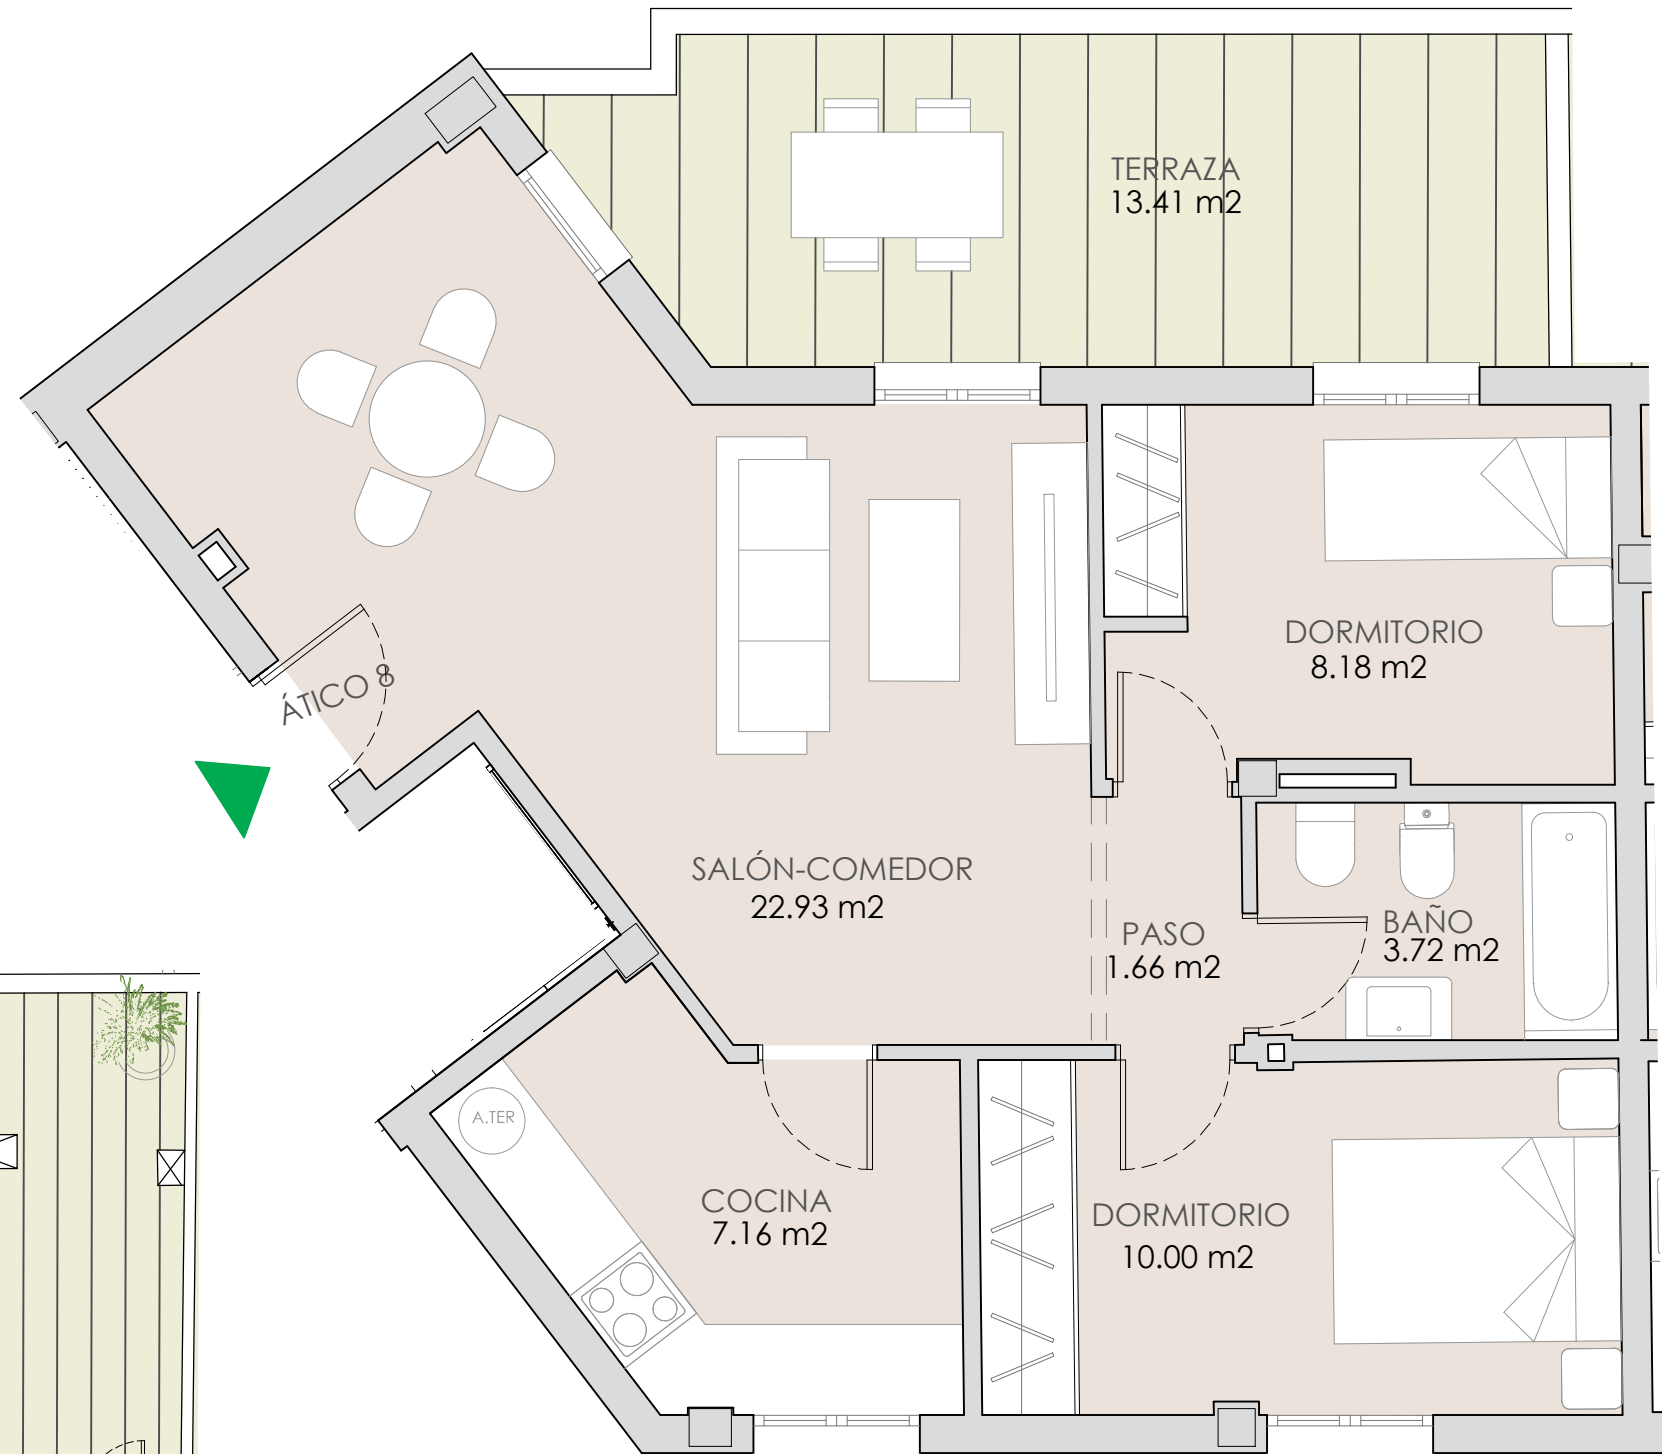 TERRAZA
13.41 m2
DORMITORIO
8.18 m2
ÁTICO 8
SALÓN-COMEDOR
22.93 m2
PASO
1.66 m2
BAÑO
3.72 m2
A.TER
COCINA
7.16 m2
DORMITORIO
10.00 m2